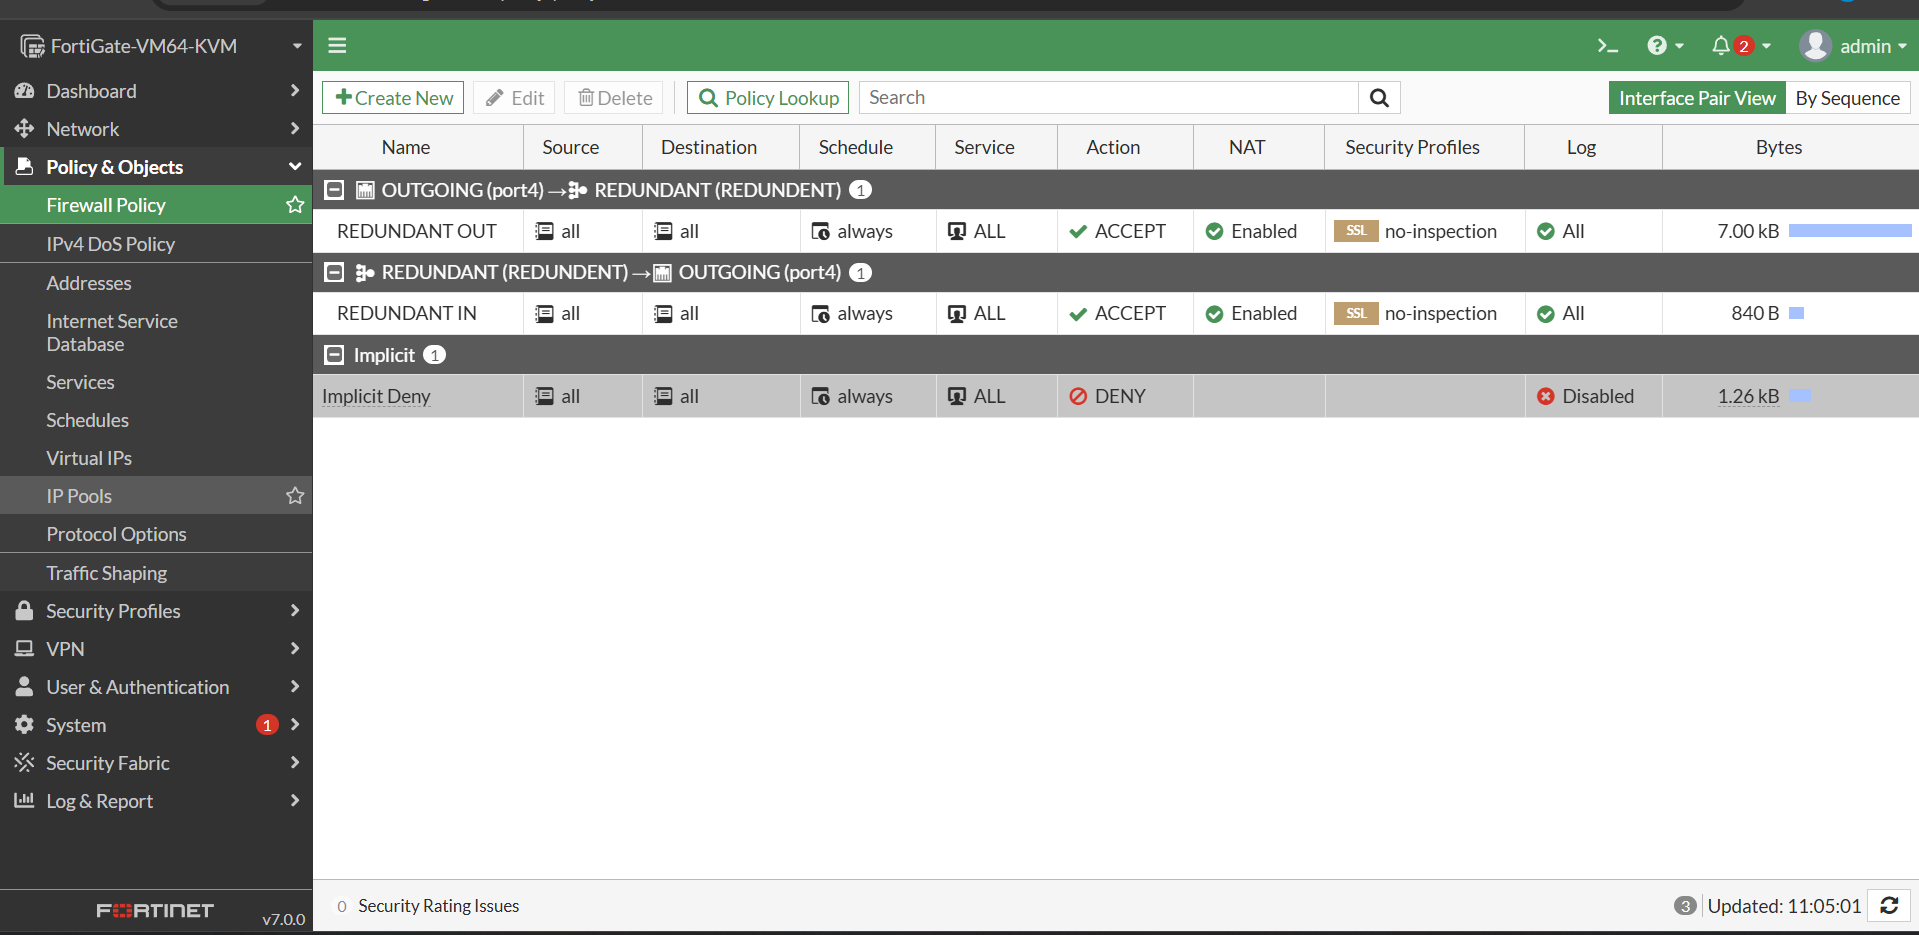 FortiGate-VM64-KVM
2
admin
Dashboard
Network
Policy & Objects
Firewall Policy
IPv4 DoS Policy
Addresses
Internet Service
Database
Services
Schedules
Virtual IPs
IP Pools
Protocol Options
Traffic Shaping
Security Profiles
VPN
User & Authentication
System 1
Security Fabric
Log & Report
FORTINET v7.0.0
Create New Edit Delete Policy Lookup Search Interface Pair View By Sequence
Name Source Destination Schedule Service Action NAT Security Profiles Log Bytes
OUTGOING (port4) → REDUNDANT (REDUNDENT) 1
REDUNDANT OUT all all always ALL ACCEPT Enabled SSL no-inspection All 7.00 kB
REDUNDANT (REDUNDENT) → OUTGOING (port4) 1
REDUNDANT IN all all always ALL ACCEPT Enabled SSL no-inspection All 840 B
Implicit 1
Implicit Deny all all always ALL DENY Disabled 1.26 kB
0 Security Rating Issues 3 Updated: 11:05:01